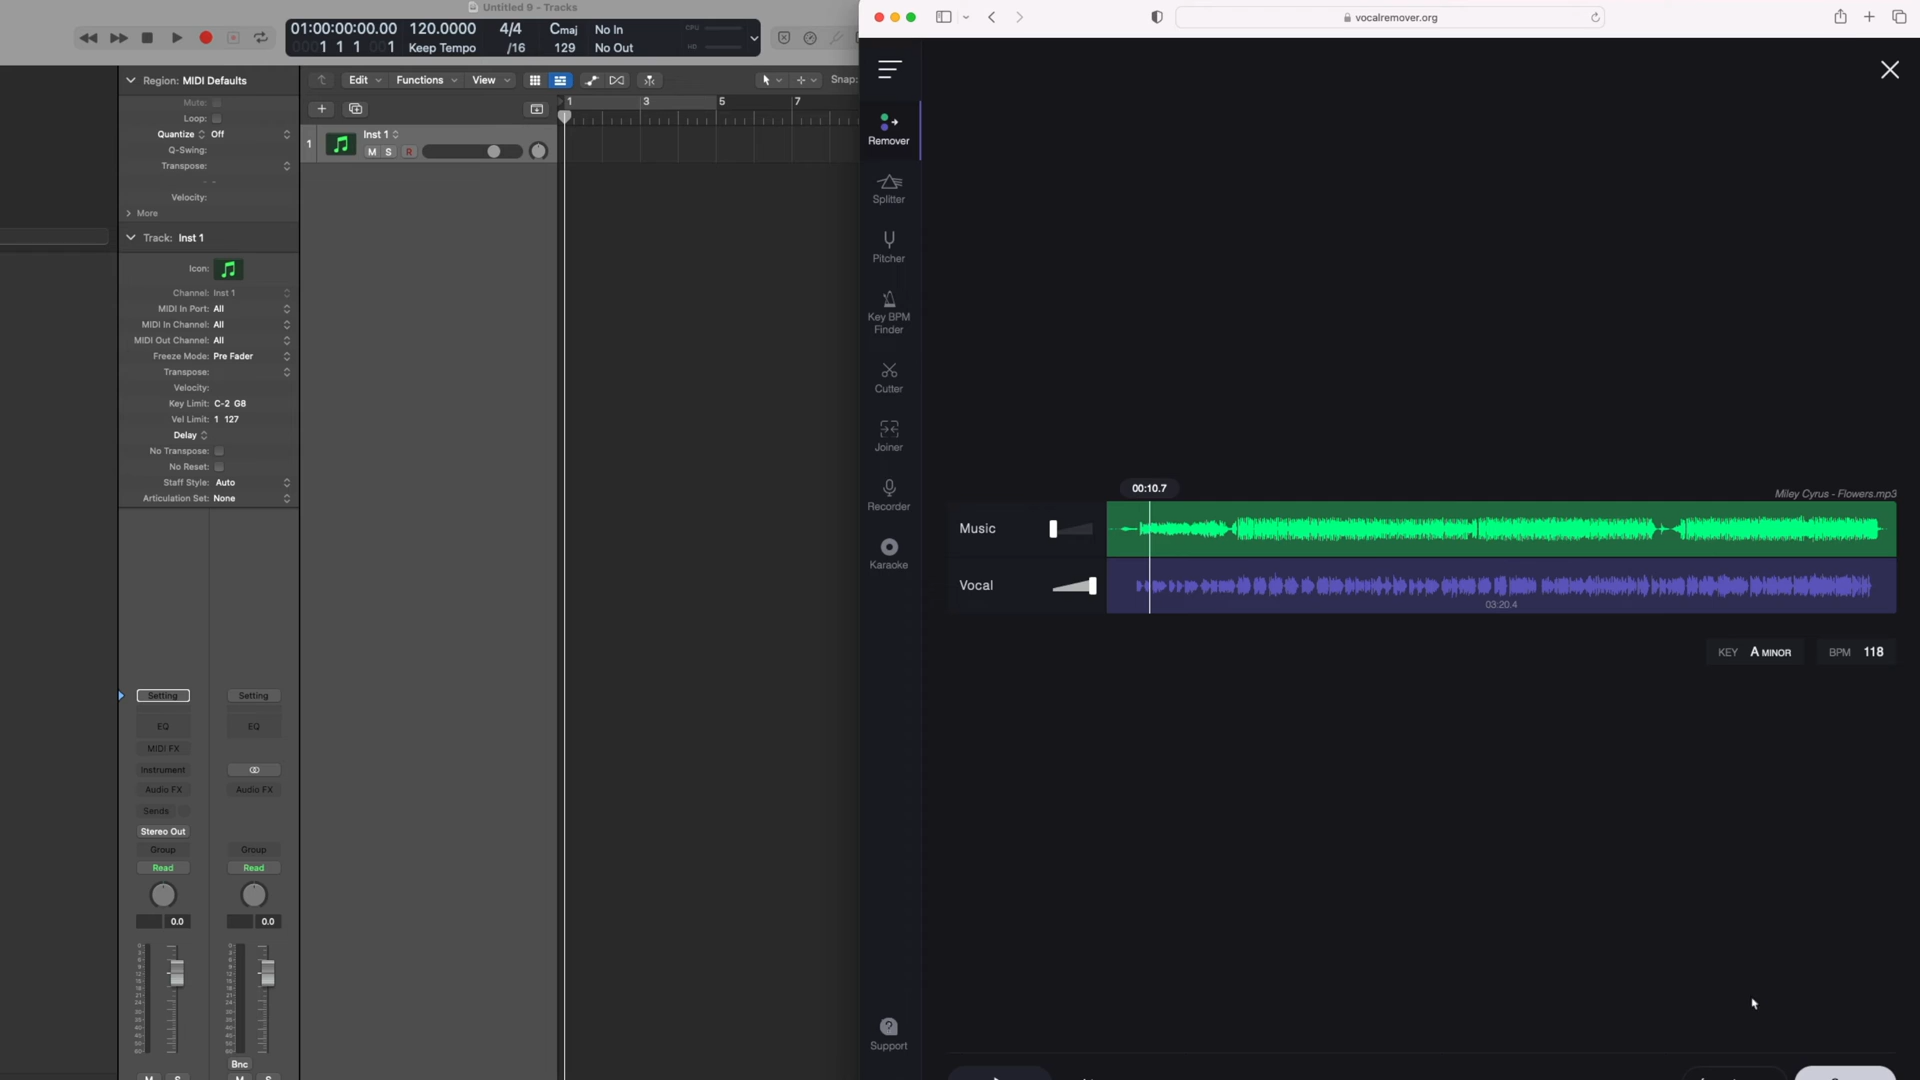 Untitled 9 - Tracks
01:00:00:00.00
120.0000
4/4
Cmaj
No In
CPU
0001 1 1 001
Keep Tempo
/16
129
No Out
HD
vocalremover.org
Region: MIDI Defaults
Mute:
Loop:
Quantize Off
Q-Swing:
Transpose:
Velocity:
More
Track: Inst 1
Icon:
Channel: Inst 1
MIDI In Port: All
MIDI In Channel: All
MIDI Out Channel: All
Freeze Mode: Pre Fader
Transpose:
Velocity:
Key Limit: C-2 G8
Vel Limit: 1 127
Delay
No Transpose:
No Reset:
Staff Style: Auto
Articulation Set: None
Edit
Functions
View
Snap:
1
3
5
7
1
Inst 1
M S R
Setting
Setting
EQ
EQ
MIDI FX
Instrument
Audio FX
Audio FX
Sends
Stereo Out
Group
Group
Read
Read
0.0
0.0
Bnc
M S
M S
Remover
Splitter
Pitcher
Key BPM
Finder
Cutter
Joiner
Recorder
Karaoke
Support
00:10.7
Miley Cyrus - Flowers.mp3
Music
Vocal
03:20.4
KEY A MINOR
BPM 118